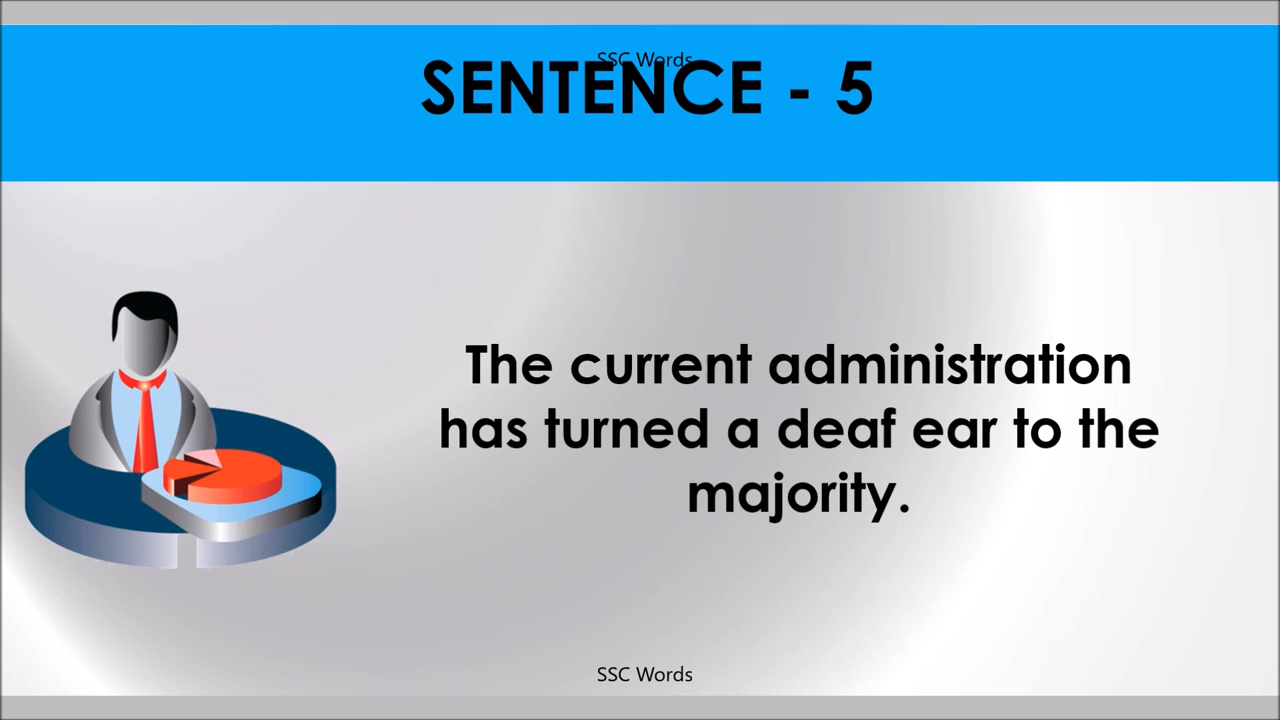 SSC Words
SENTENCE - 5
The current administration
has turned a deaf ear to the
majority.
SSC Words